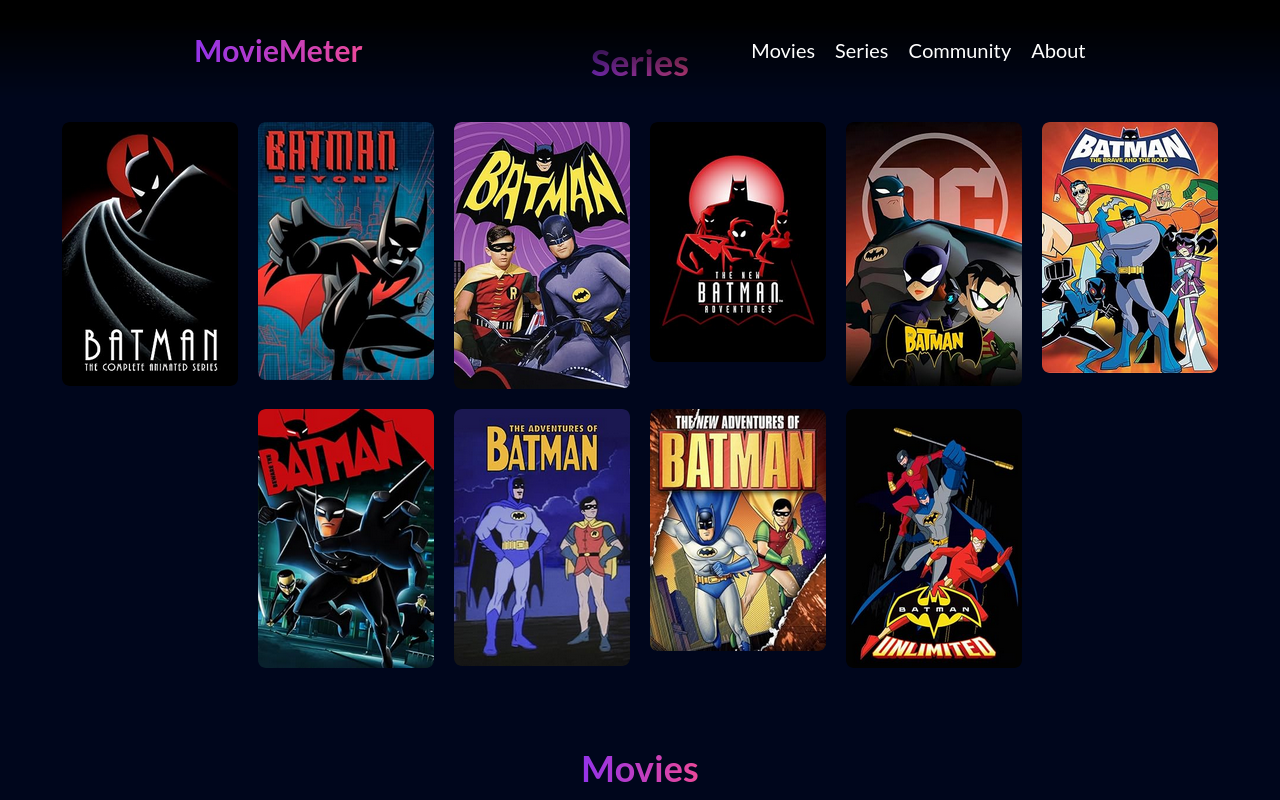 MovieMeter
Series
Movies Series Community About
BATMAN
THE COMPLETE ANIMATED SERIES
BATMAN
BEYOND
BATMAN
R
THE NEW
BATMAN
ADVENTURES
DC
THE
BATMAN
BATMAN
THE BRAVE AND THE BOLD
BATMAN
THE ADVENTURES OF
BATMAN
THE NEW ADVENTURES OF
BATMAN
BATMAN
UNLIMITED
Movies